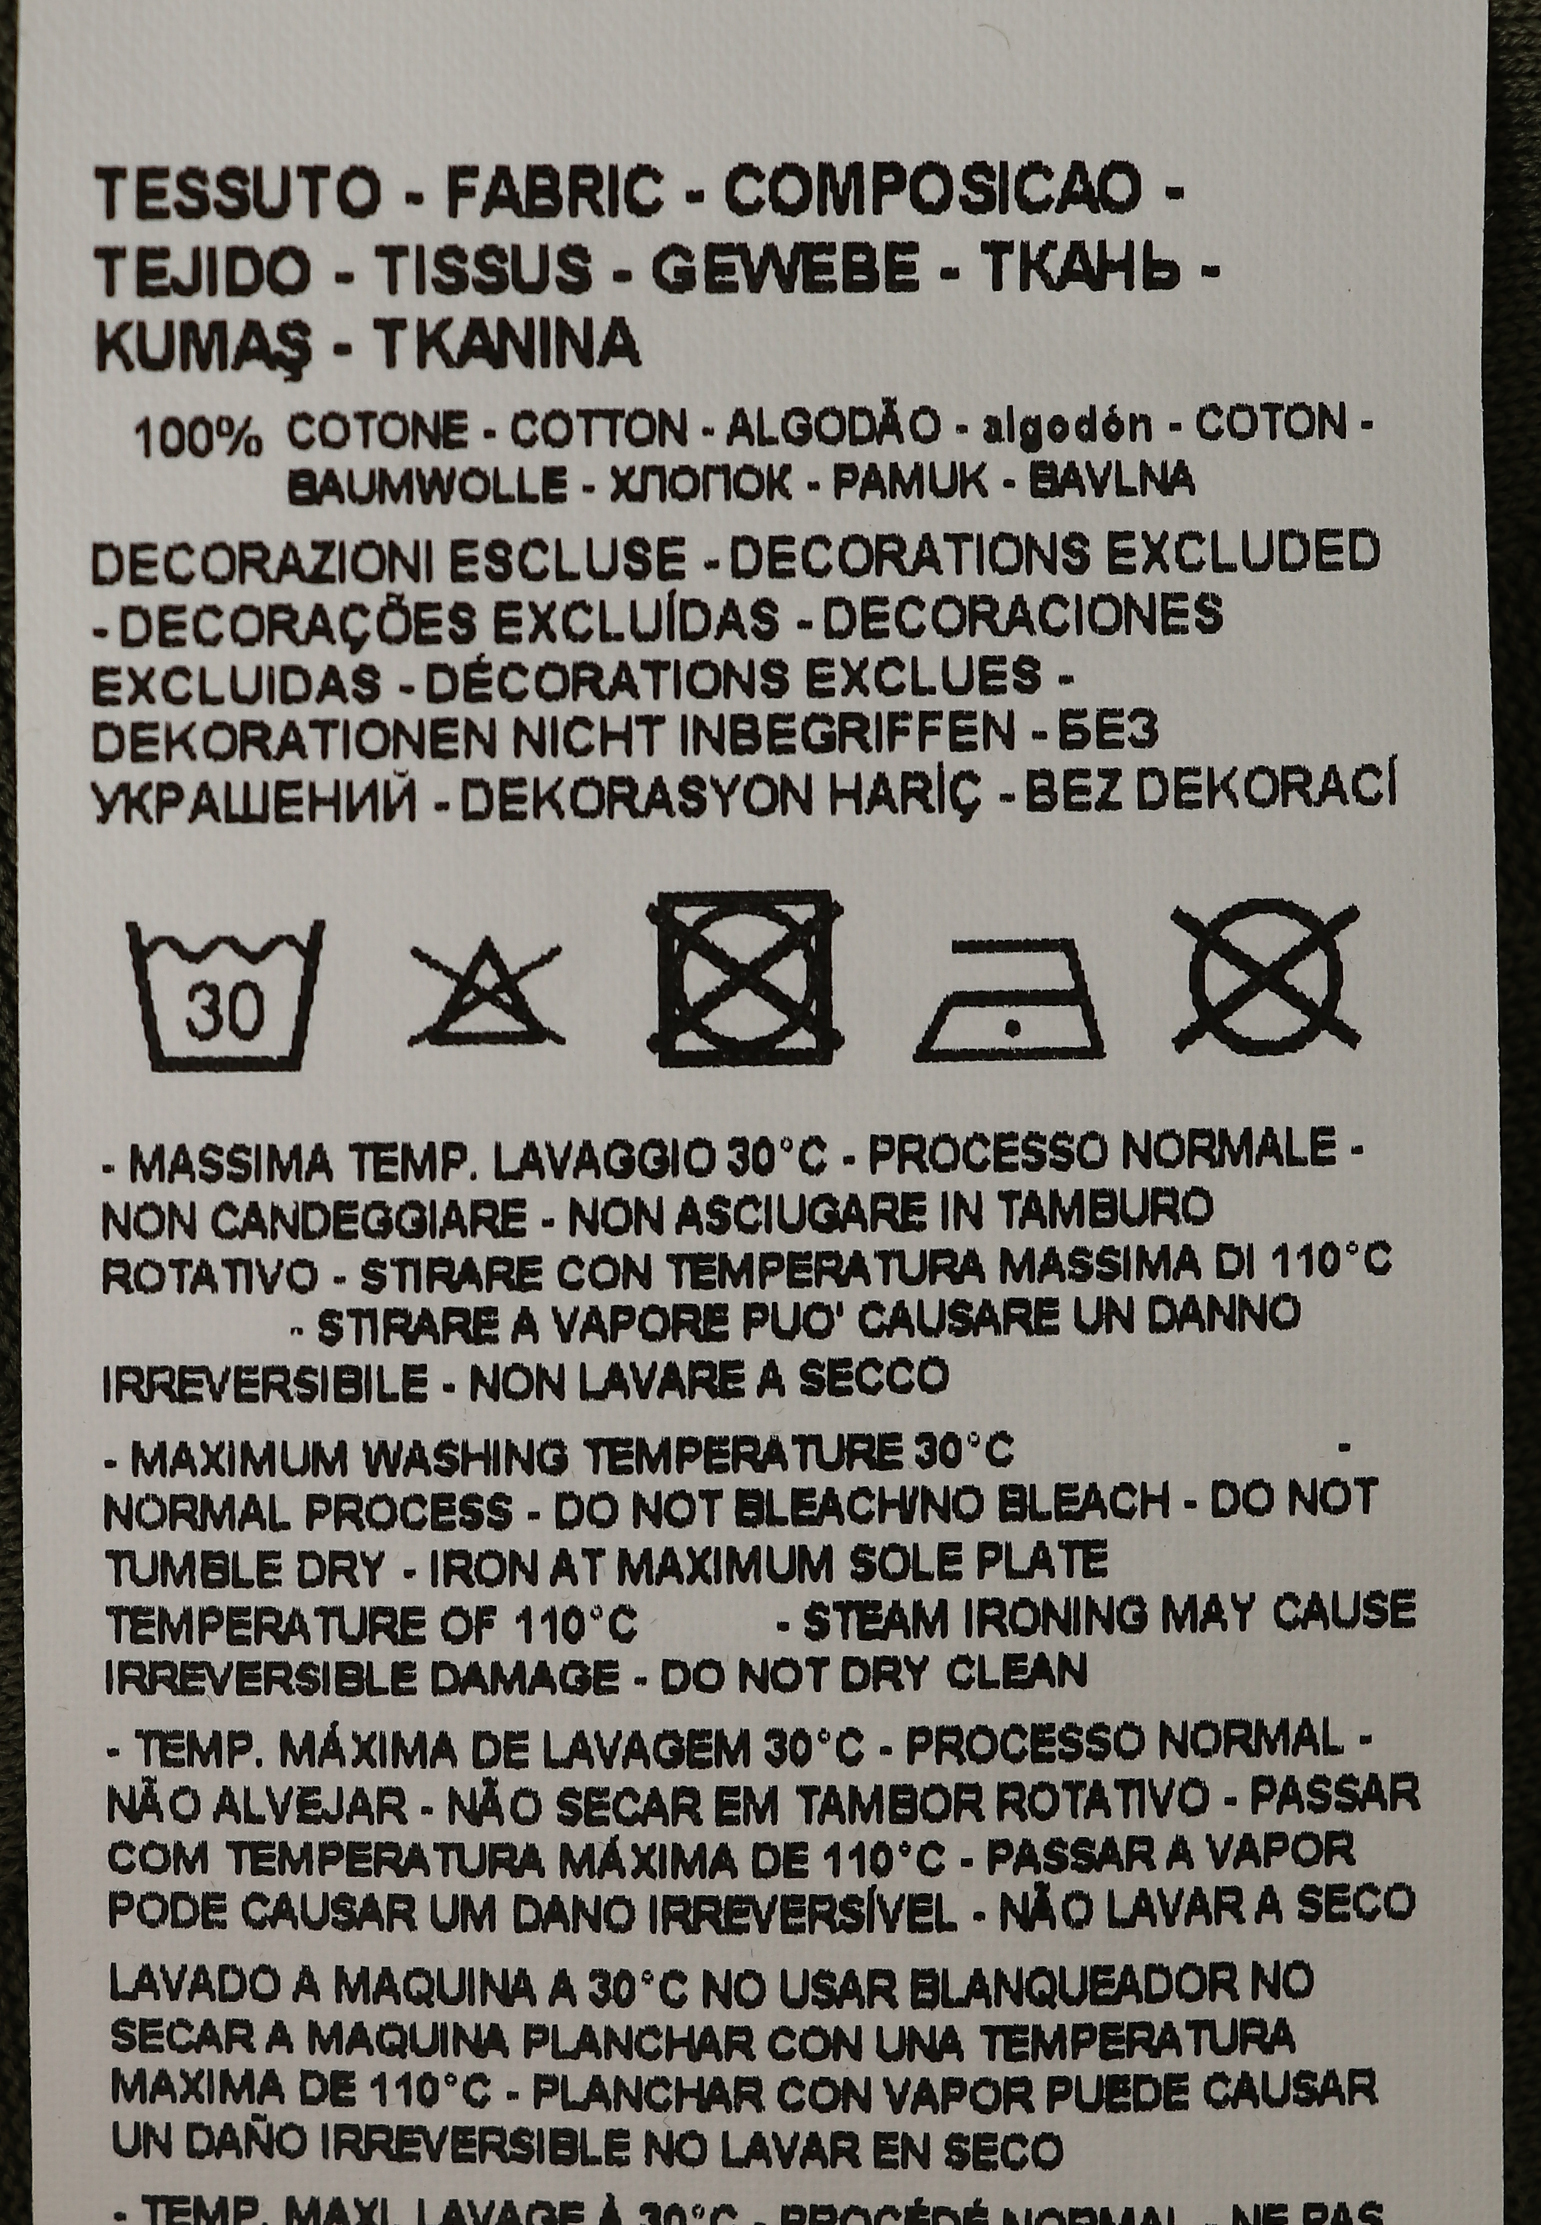 TESSUTO - FABRIC - COMPOSICAO -
TEJIDO - TISSUS - GEWEBE - ТКАНЬ -
KUMAŞ - TKANINA
100% COTONE - COTTON - ALGODÃO - algodón - COTON -
BAUMWOLLE - ХЛОПОК - PAMUK - BAVLNA
DECORAZIONI ESCLUSE - DECORATIONS EXCLUDED
- DECORAÇÕES EXCLUÍDAS - DECORACIONES
EXCLUIDAS - DÉCORATIONS EXCLUES -
DEKORATIONEN NICHT INBEGRIFFEN - БЕЗ
УКРАШЕНИЙ - DEKORASYON HARİÇ - BEZ DEKORACÍ
30
- MASSIMA TEMP. LAVAGGIO 30°C - PROCESSO NORMALE -
NON CANDEGGIARE - NON ASCIUGARE IN TAMBURO
ROTATIVO - STIRARE CON TEMPERATURA MASSIMA DI 110°C
- STIRARE A VAPORE PUO' CAUSARE UN DANNO
IRREVERSIBILE - NON LAVARE A SECCO
- MAXIMUM WASHING TEMPERATURE 30°C -
NORMAL PROCESS - DO NOT BLEACH/NO BLEACH - DO NOT
TUMBLE DRY - IRON AT MAXIMUM SOLE PLATE
TEMPERATURE OF 110°C - STEAM IRONING MAY CAUSE
IRREVERSIBLE DAMAGE - DO NOT DRY CLEAN
- TEMP. MÁXIMA DE LAVAGEM 30°C - PROCESSO NORMAL -
NÃO ALVEJAR - NÃO SECAR EM TAMBOR ROTATIVO - PASSAR
COM TEMPERATURA MÁXIMA DE 110°C - PASSAR A VAPOR
PODE CAUSAR UM DANO IRREVERSÍVEL - NÃO LAVAR A SECO
LAVADO A MAQUINA A 30°C NO USAR BLANQUEADOR NO
SECAR A MAQUINA PLANCHAR CON UNA TEMPERATURA
MAXIMA DE 110°C - PLANCHAR CON VAPOR PUEDE CAUSAR
UN DAÑO IRREVERSIBLE NO LAVAR EN SECO
- TEMP. MAXI. LAVAGE À 30°C - PROCÉDÉ NORMAL - NE PAS